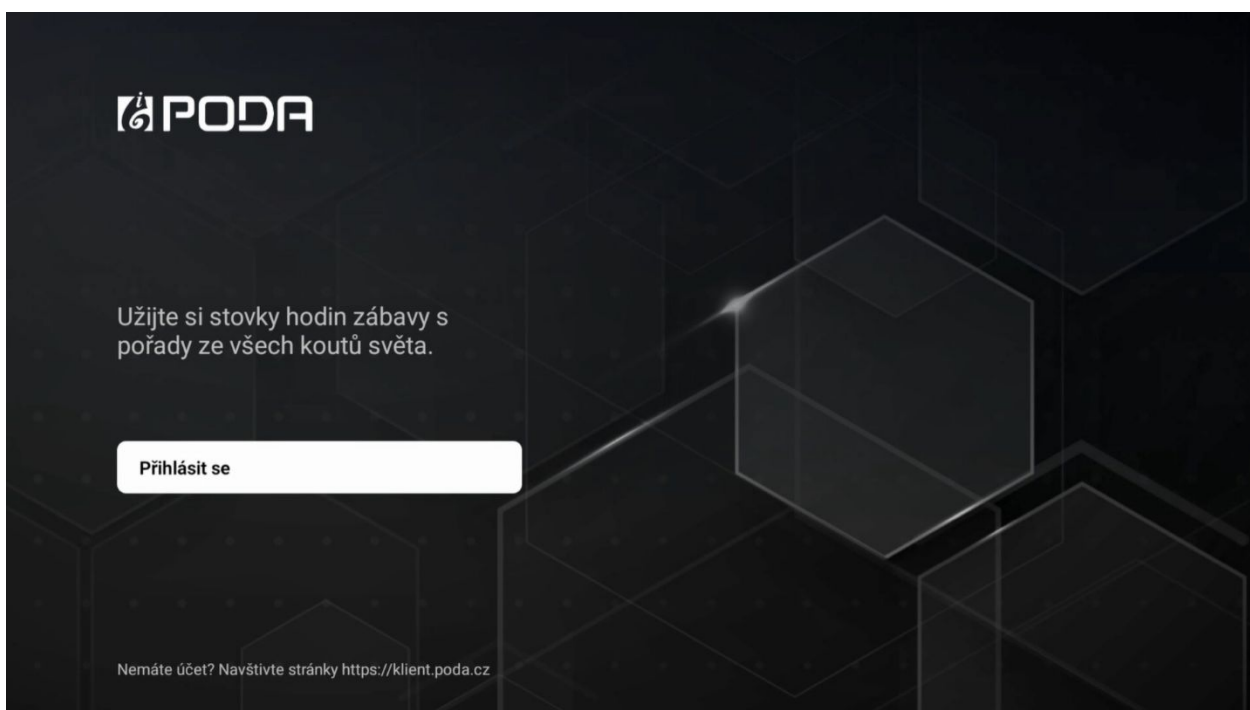 PODA
Užijte si stovky hodin zábavy s
pořady ze všech koutů světa.
Přihlásit se
Nemáte účet? Navštivte stránky https://klient.poda.cz